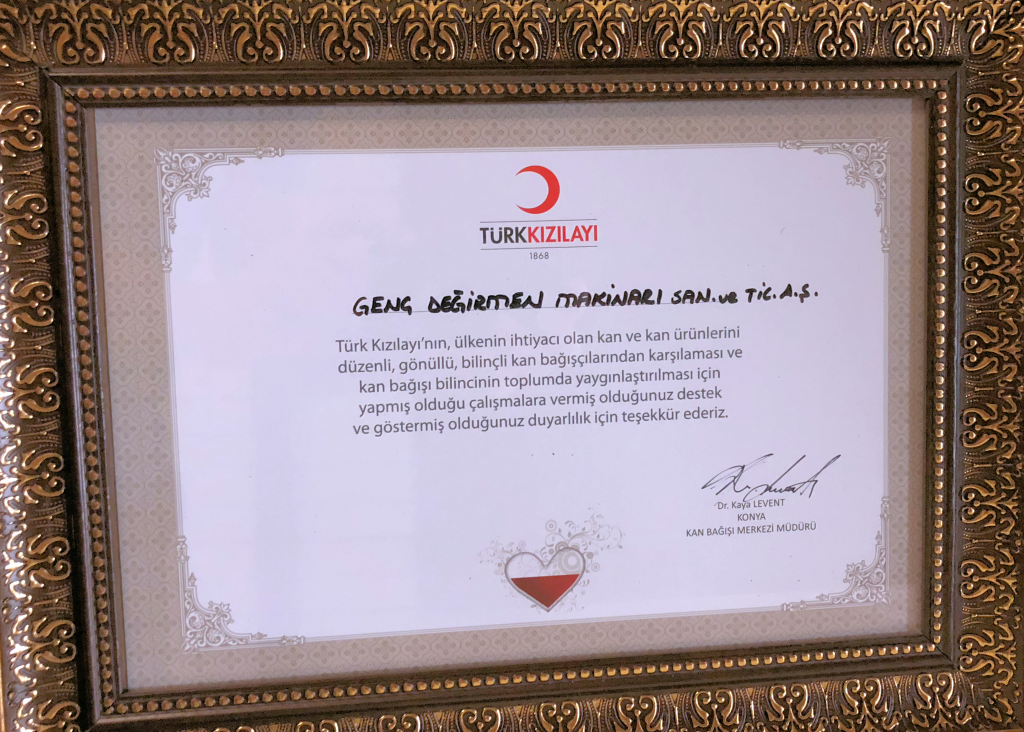 TÜRKKIZILAYI
1868
GENÇ DEĞİRMEN MAKİNARI SAN. ve TİC. A.Ş.
Türk Kızılayı'nın, ülkenin ihtiyacı olan kan ve kan ürünlerini
düzenli, gönüllü, bilinçli kan bağışçılarından karşılaması ve
kan bağışı bilincinin toplumda yaygınlaştırılması için
yapmış olduğu çalışmalara vermiş olduğunuz destek
ve göstermiş olduğunuz duyarlılık için teşekkür ederiz.
Dr. Kaya LEVENT
KONYA
KAN BAĞIŞI MERKEZİ MÜDÜRÜ